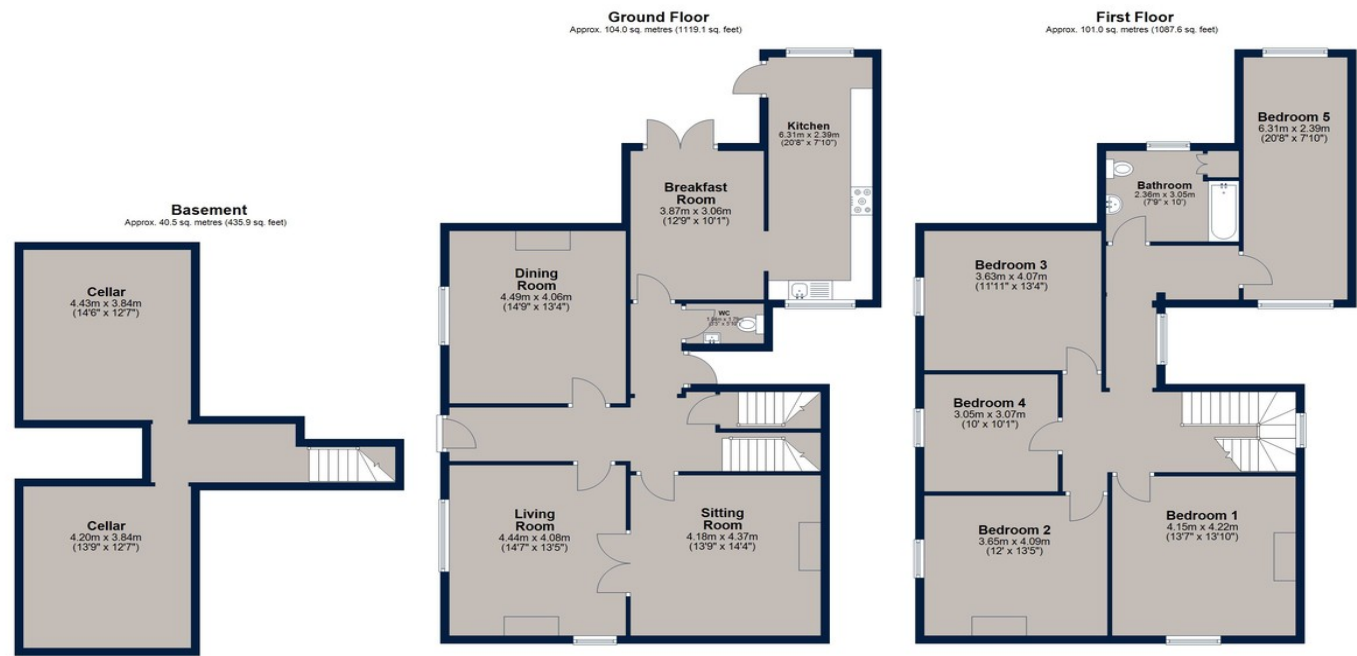 Basement
Approx. 40.5 sq. metres (435.9 sq. feet)
Cellar
4.43m x 3.84m
(14'6" x 12'7")
Cellar
4.20m x 3.84m
(13'9" x 12'7")
Ground Floor
Approx. 104.0 sq. metres (1119.1 sq. feet)
Kitchen
6.31m x 2.39m
(20'8" x 7'10")
Breakfast
Room
3.87m x 3.06m
(12'9" x 10'1")
Dining
Room
4.49m x 4.06m
(14'9" x 13'4")
WC
Living
Room
4.44m x 4.08m
(14'7" x 13'5")
Sitting
Room
4.18m x 4.37m
(13'9" x 14'4")
First Floor
Approx. 101.0 sq. metres (1087.6 sq. feet)
Bedroom 5
6.31m x 2.39m
(20'8" x 7'10")
Bathroom
2.36m x 3.05m
(7'9" x 10')
Bedroom 3
3.63m x 4.07m
(11'11" x 13'4")
Bedroom 4
3.05m x 3.07m
(10' x 10'1")
Bedroom 2
3.65m x 4.09m
(12' x 13'5")
Bedroom 1
4.15m x 4.22m
(13'7" x 13'10")